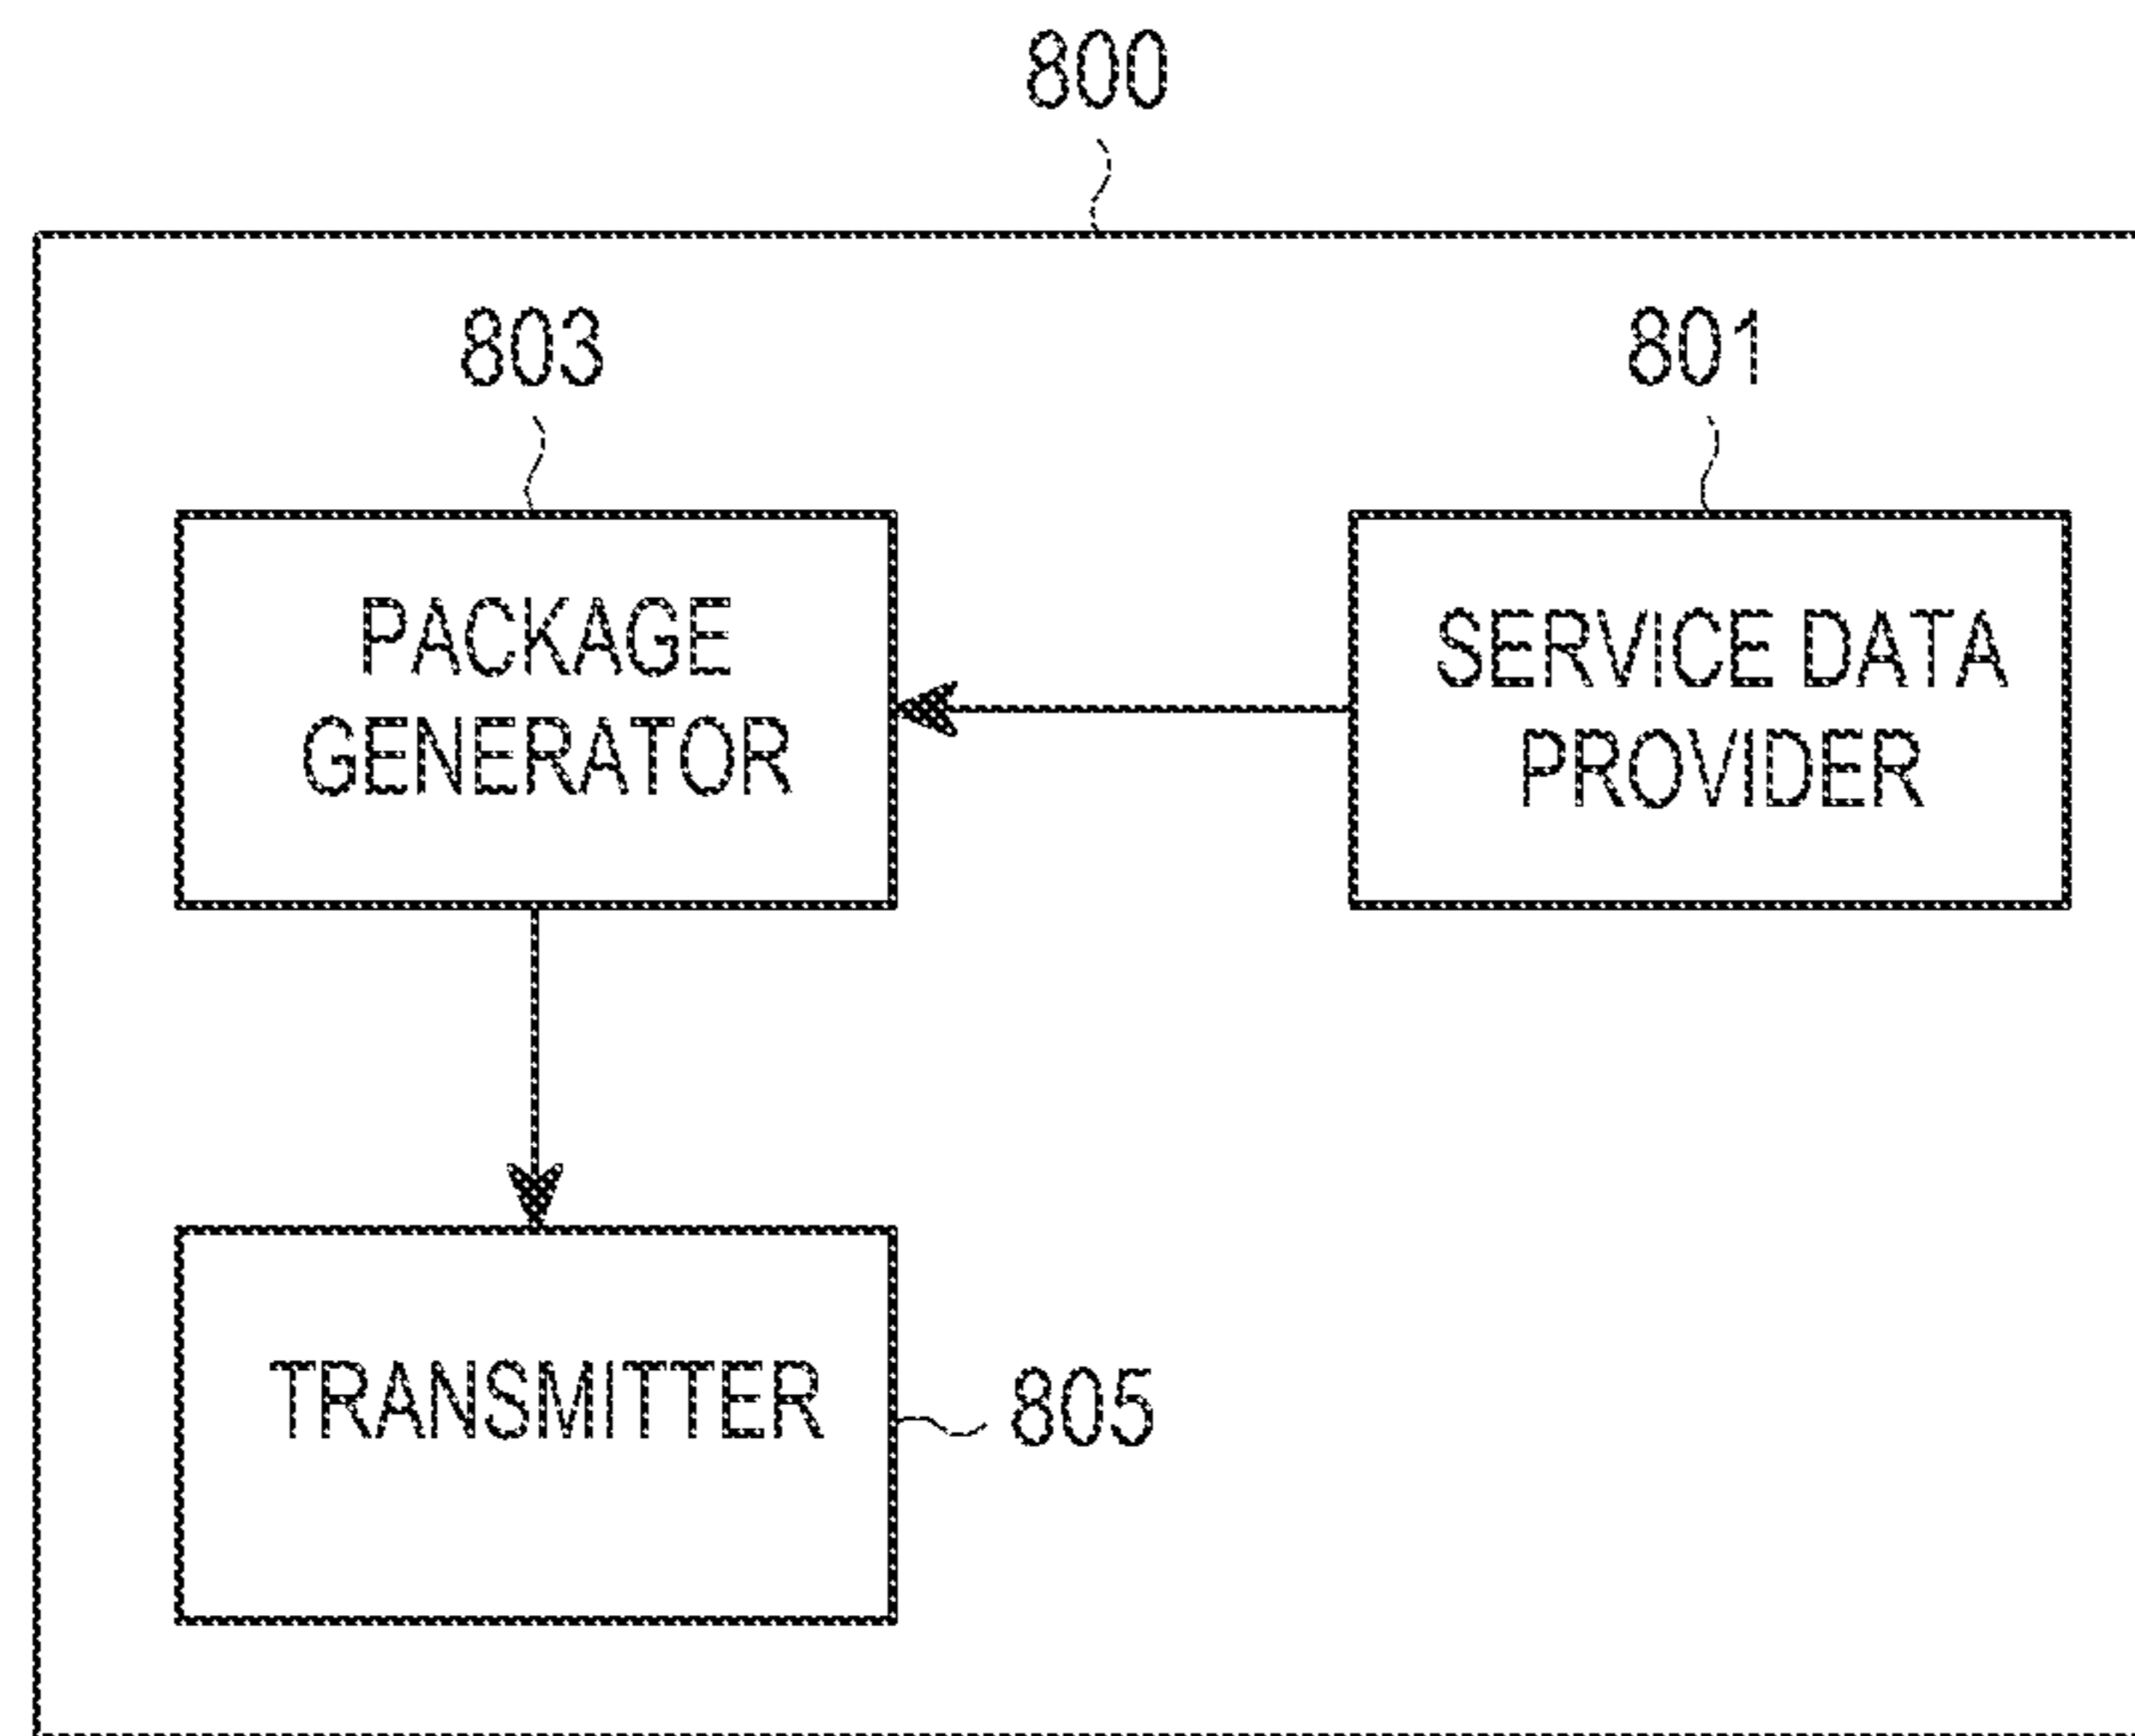 800
803
801
PACKAGE
GENERATOR
SERVICE DATA
PROVIDER
TRANSMITTER
805